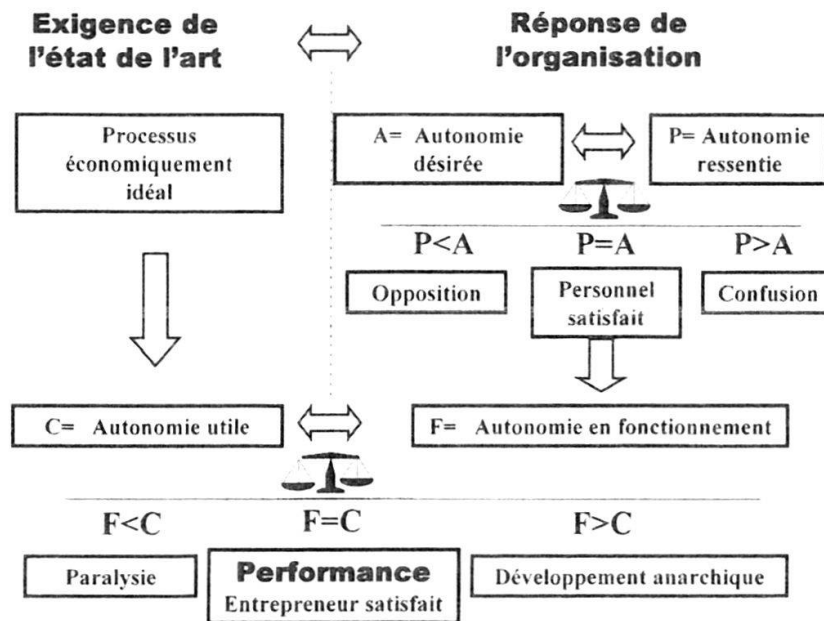 Exigence de
l'état de l'art
Réponse de
l'organisation
Processus
économiquement
idéal
A= Autonomie
désirée
P= Autonomie
ressentie
P<A
P=A
P>A
Opposition
Personnel
satisfait
Confusion
C= Autonomie utile
F= Autonomie en fonctionnement
F<C
F=C
F>C
Paralysie
Performance
Entrepreneur satisfait
Développement anarchique